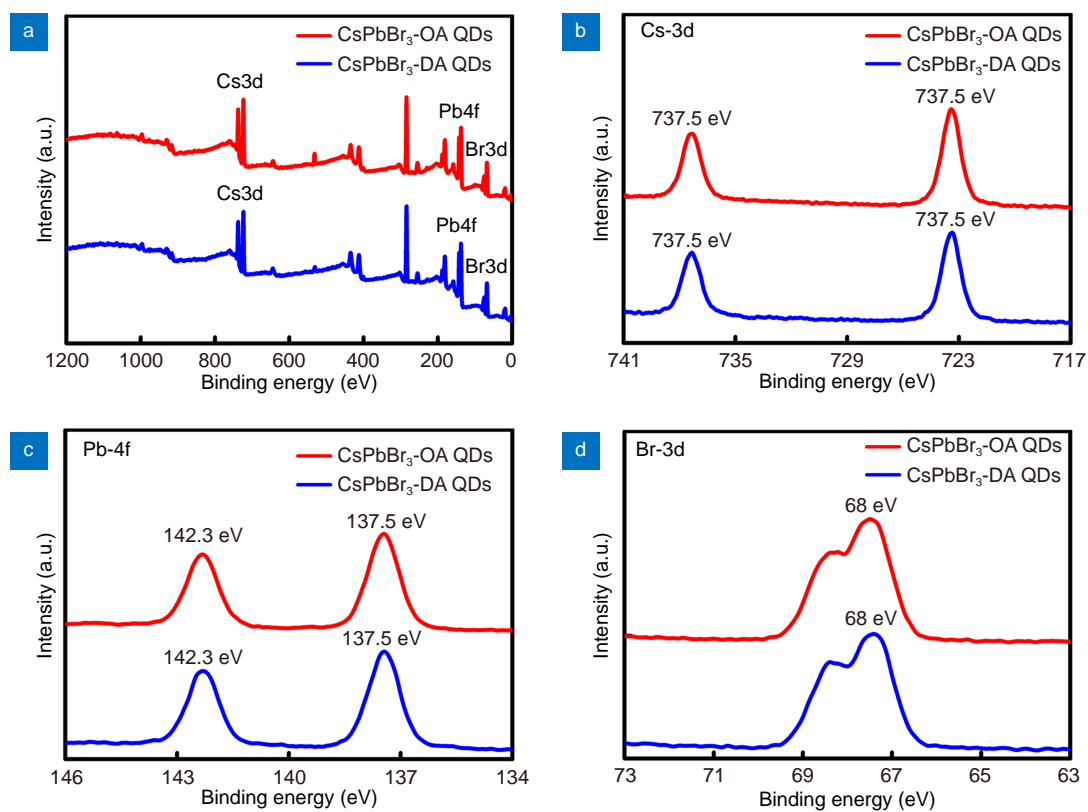 a
CsPbBr₃-OA QDs
CsPbBr₃-DA QDs
Cs3d
Pb4f
Br3d
Cs3d
Pb4f
Br3d
Intensity (a.u.)
1200 1000 800 600 400 200 0
Binding energy (eV)
b
Cs-3d
CsPbBr₃-OA QDs
CsPbBr₃-DA QDs
737.5 eV
737.5 eV
737.5 eV
737.5 eV
Intensity (a.u.)
741 735 729 723 717
Binding energy (eV)
c
Pb-4f
CsPbBr₃-OA QDs
CsPbBr₃-DA QDs
142.3 eV
137.5 eV
142.3 eV
137.5 eV
Intensity (a.u.)
146 143 140 137 134
Binding energy (eV)
d
Br-3d
CsPbBr₃-OA QDs
CsPbBr₃-DA QDs
68 eV
68 eV
Intensity (a.u.)
73 71 69 67 65 63
Binding energy (eV)